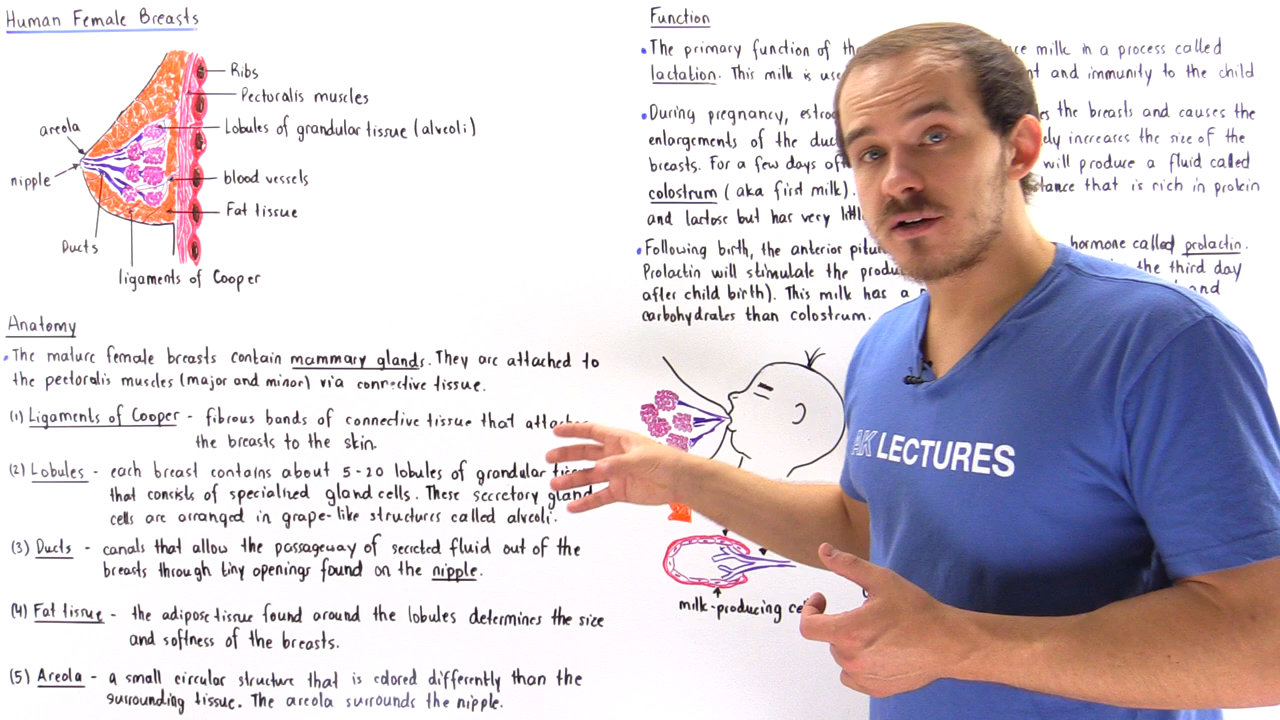 Human Female Breasts
Ribs
Pectoralis muscles
areola
Lobules of grandular tissue (alveoli)
nipple
blood vessels
Fat tissue
Ducts
ligaments of Cooper
Anatomy
• The mature female breasts contain mammary glands. They are attached to
the pectoralis muscles (major and minor) via connective tissue.
(1) Ligaments of Cooper - fibrous bands of connective tissue that
the breasts to the skin.
(2) Lobules - each breast contains about 5-20 lobules of grandular
that consists of specialized gland cells. These secretory gland
cells are arranged in grape-like structures called alveoli.
(3) Ducts - canals that allow the passageway of secreted fluid out of the
breasts through tiny openings found on the nipple.
(4) Fat tissue - the adipose tissue found around the lobules determines the size
and softness of the breasts.
(5) Areola - a small circular structure that is colored differently than the
surrounding tissue. The areola surrounds the nipple.
Function
• The primary function of milk in a process called
lactation. This milk is and immunity to the child
• During pregnancy, the breasts and causes the
enlargements of the increases the size of the
breasts. For a few days will produce a fluid called
colostrum (aka first milk). that is rich in protein
and lactose but has very
• Following birth, the anterior hormone called prolactin.
Prolactin will stimulate the the third day
after child birth). This milk has a and
carbohydrates than colostrum.
milk-producing
AK LECTURES